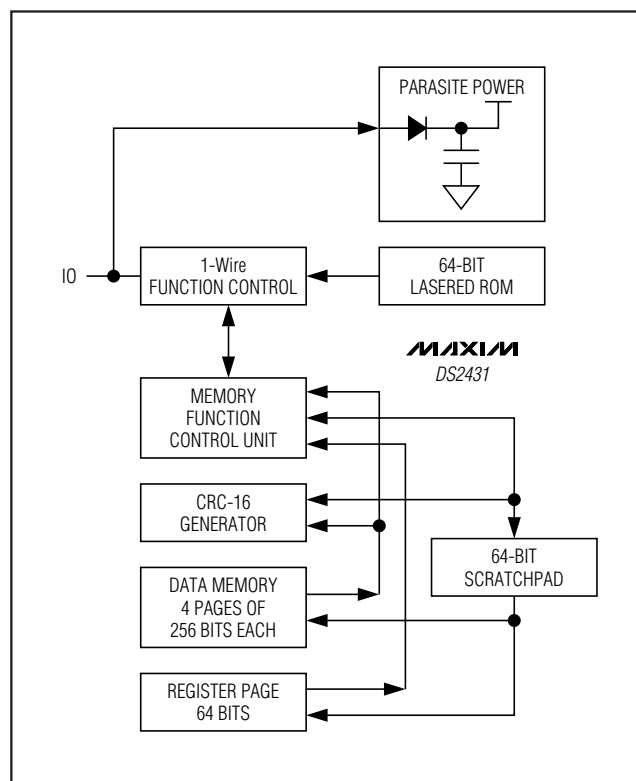 PARASITE POWER
IO
1-Wire
FUNCTION CONTROL
64-BIT
LASERED ROM
MAXIM
DS2431
MEMORY
FUNCTION
CONTROL UNIT
CRC-16
GENERATOR
64-BIT
SCRATCHPAD
DATA MEMORY
4 PAGES OF
256 BITS EACH
REGISTER PAGE
64 BITS